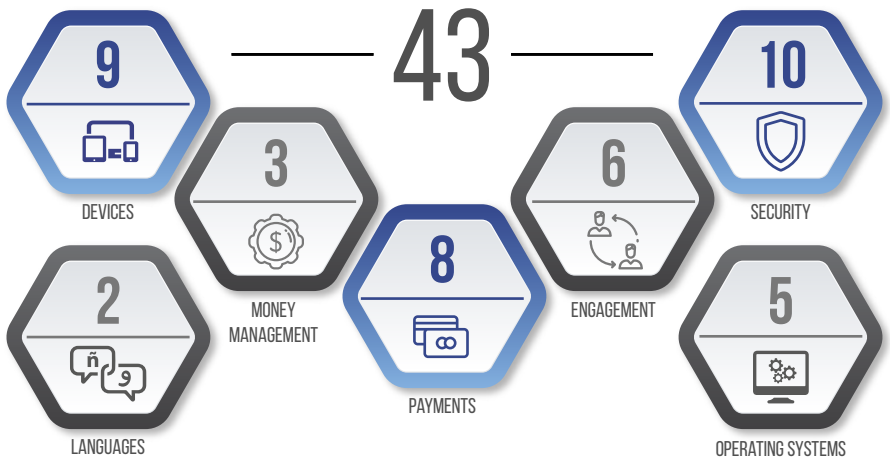 43
9
DEVICES
3
MONEY
MANAGEMENT
8
PAYMENTS
6
ENGAGEMENT
10
SECURITY
2
ñ
و
LANGUAGES
5
$
OPERATING SYSTEMS